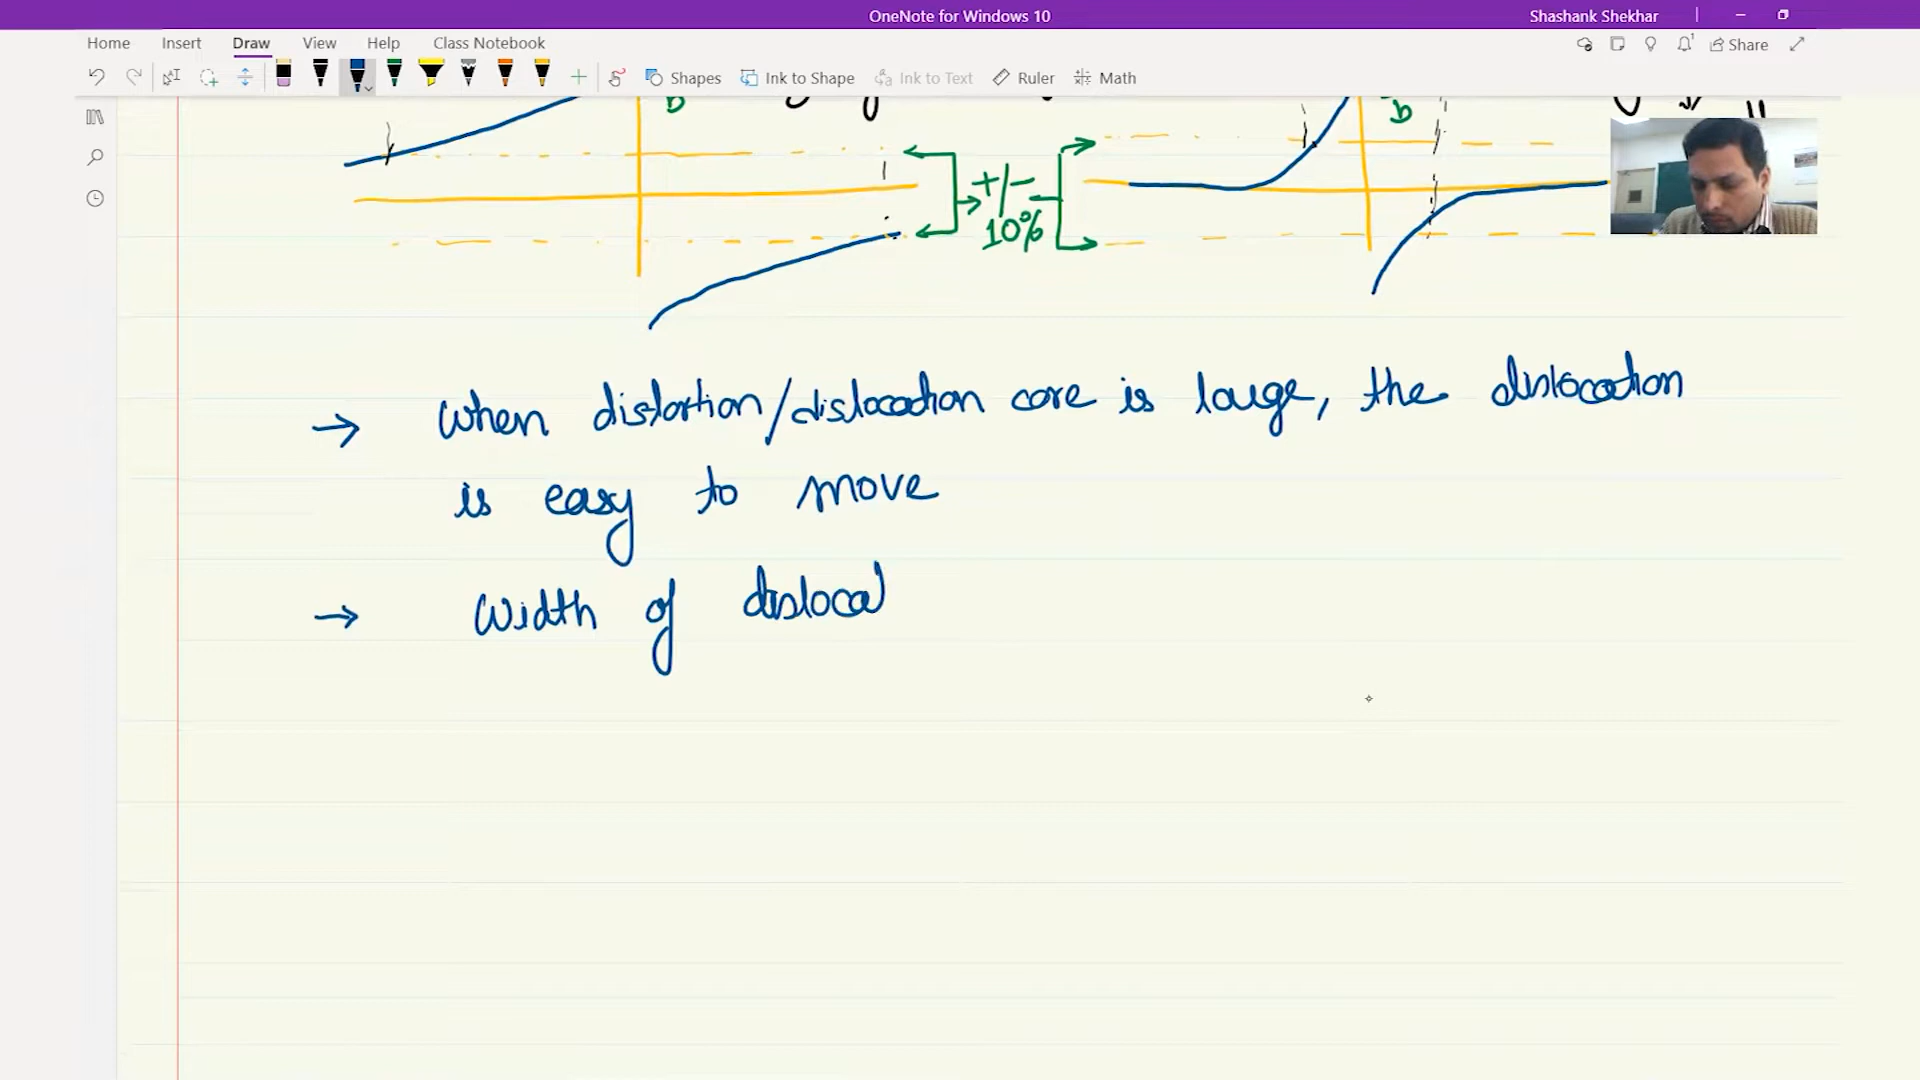 OneNote for Windows 10
Shashank Shekhar
Home Insert Draw View Help Class Notebook
Share
Shapes Ink to Shape Ink to Text Ruler Math
b
b
+/-
10%
→ When distortion/dislocation core is large, the dislocation
is easy to move
→ Width of dislocal